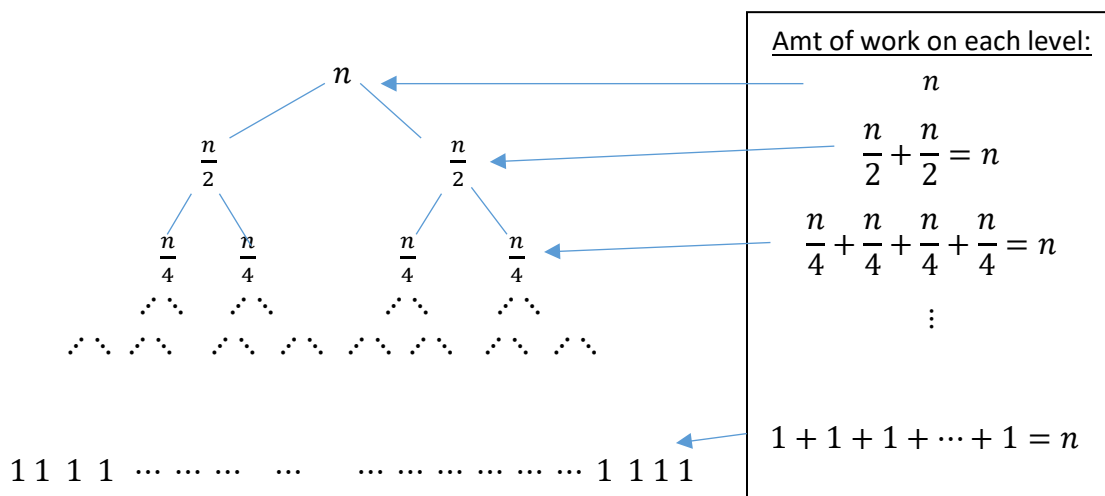 Amt of work on each level:
n
n
n/2 n/2
n/2 + n/2 = n
n/4 n/4 n/4 n/4
n/4 + n/4 + n/4 + n/4 = n
⋮
1 + 1 + 1 + ⋯ + 1 = n
1 1 1 1 ⋯ ⋯ ⋯ ⋯ ⋯ ⋯ ⋯ ⋯ ⋯ ⋯ 1 1 1 1